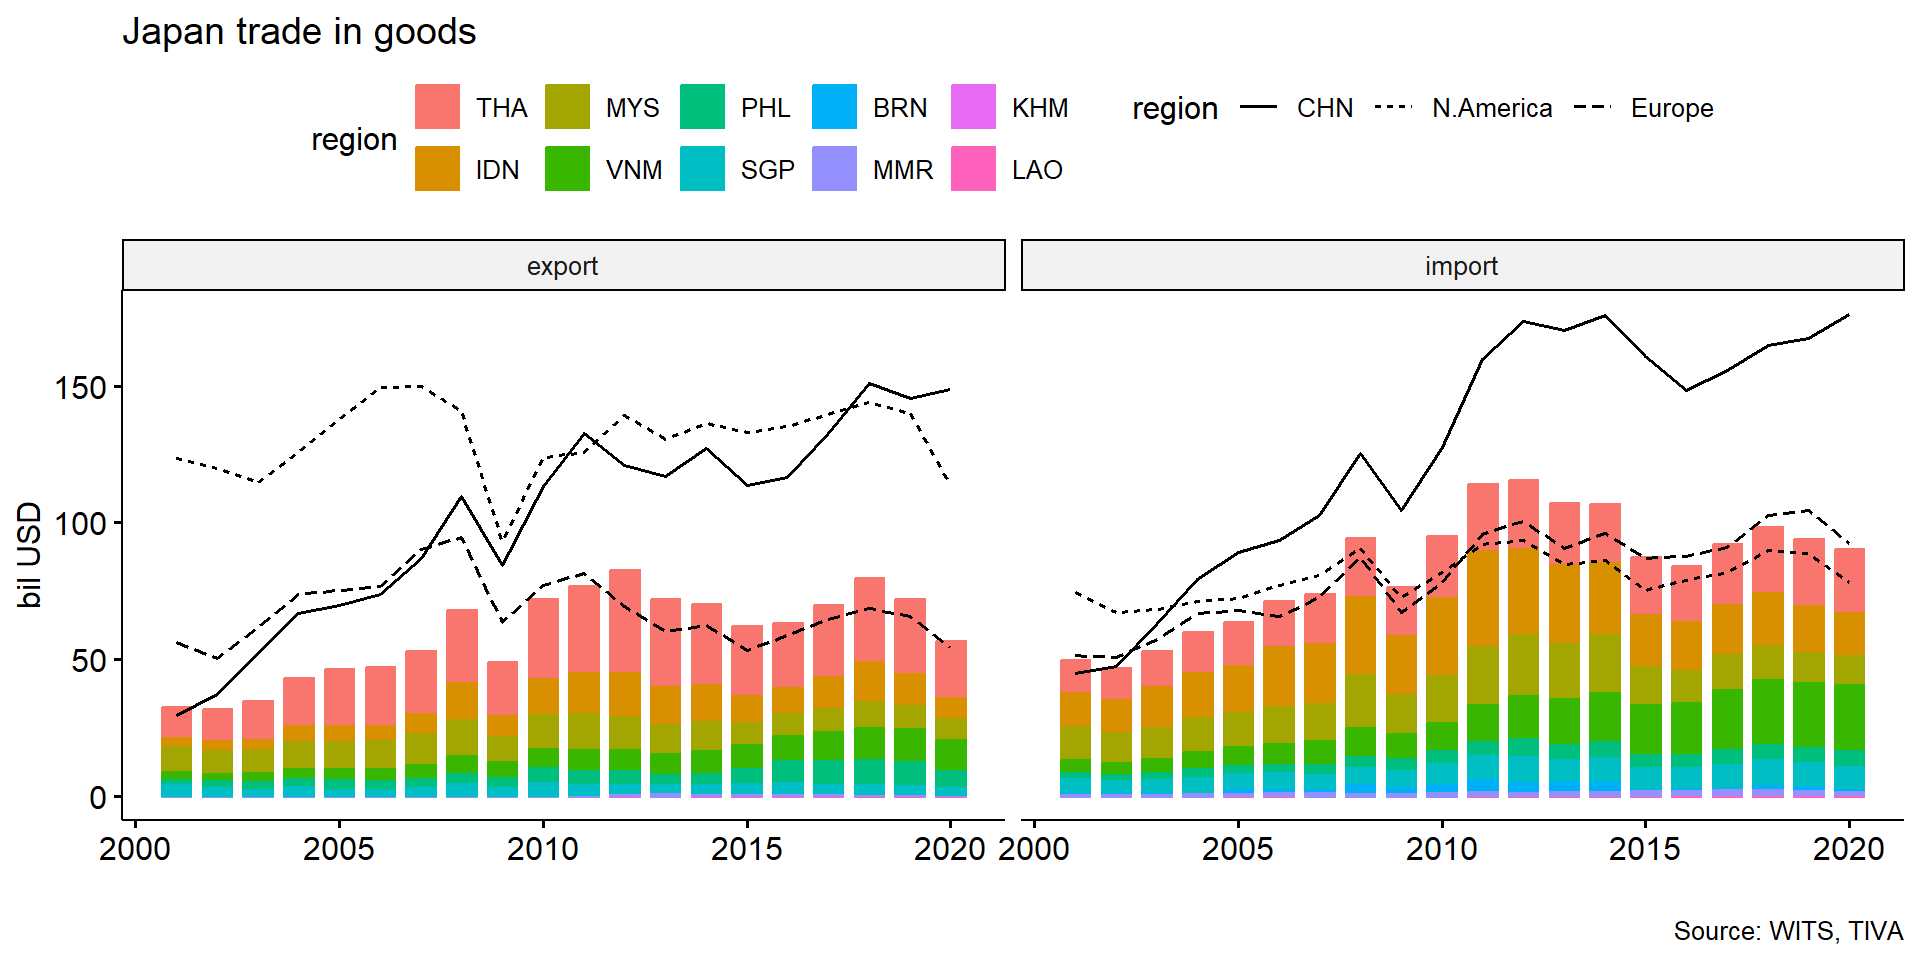 Japan trade in goods
region THA MYS PHL BRN KHM
IDN VNM SGP MMR LAO
region CHN N.America Europe
export import
bil USD
150
100
50
0
2000 2005 2010 2015 2020 2000 2005 2010 2015 2020
Source: WITS, TIVA